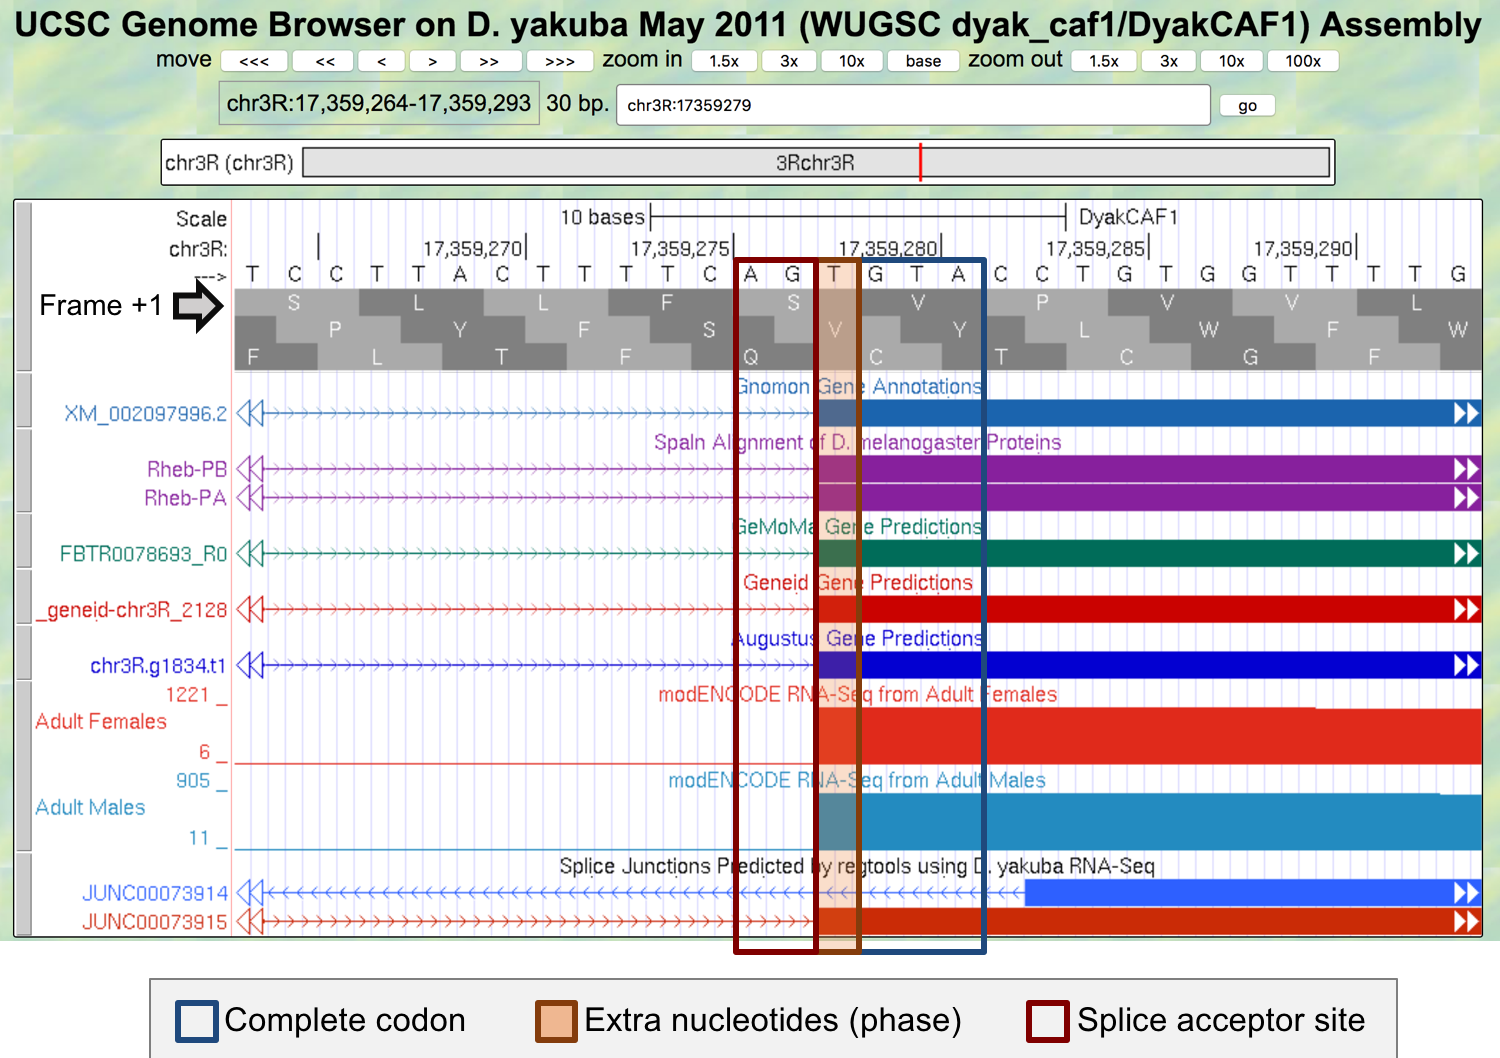 UCSC Genome Browser on D. yakuba May 2011 (WUGSC dyak_caf1/DyakCAF1) Assembly
move <<< << < > >> >>> zoom in 1.5x 3x 10x base zoom out 1.5x 3x 10x 100x
chr3R:17,359,264-17,359,293 30 bp. chr3R:17359279 go
chr3R (chr3R) 3Rchr3R
Scale 10 bases DyakCAF1
chr3R: 17,359,270 17,359,275 17,359,280 17,359,285 17,359,290
---> T C C T T A C T T T T C A G T G T A C C T G T G G T T T T G
Frame +1 S L L F S V P V V L
P Y F S V Y L W F W
F L T F Q C T C G F
Gnomon Gene Annotations
XM_002097996.2
Spaln Alignment of D. melanogaster Proteins
Rheb-PB
Rheb-PA
GeMoMa Gene Predictions
FBTR0078693_R0
Geneid Gene Predictions
_geneid-chr3R_2128
Augustus Gene Predictions
chr3R.g1834.t1
1221 _ modENCODE RNA-Seq from Adult Females
Adult Females
6 _
905 _ modENCODE RNA-Seq from Adult Males
Adult Males
11 _
Splice Junctions Predicted by regtools using D. yakuba RNA-Seq
JUNC00073914
JUNC00073915
Complete codon Extra nucleotides (phase) Splice acceptor site